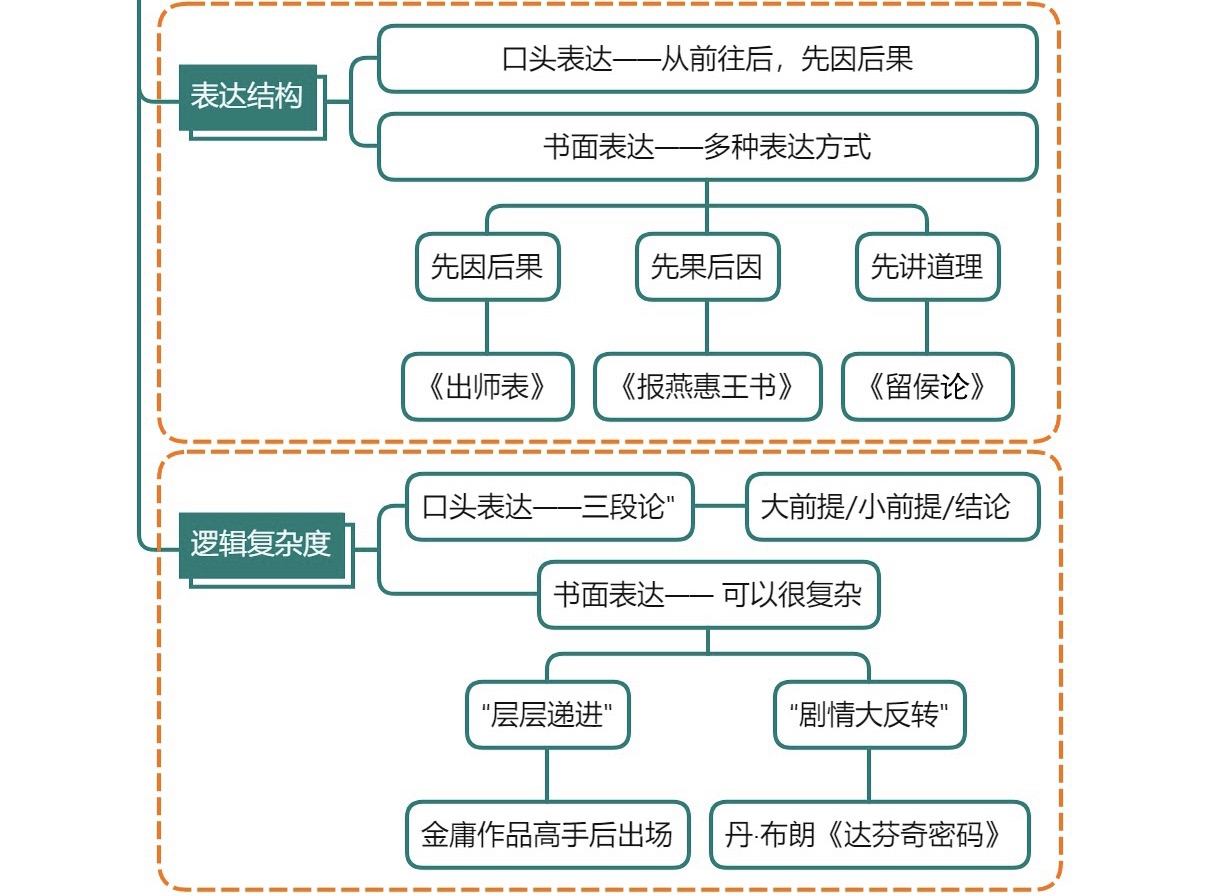 表达结构
口头表达——从前往后，先因后果
书面表达——多种表达方式
先因后果
先果后因
先讲道理
《出师表》
《报燕惠王书》
《留侯论》
逻辑复杂度
口头表达——三段论"
大前提/小前提/结论
书面表达—— 可以很复杂
“层层递进"
“剧情大反转"
金庸作品高手后出场
丹·布朗《达芬奇密码》